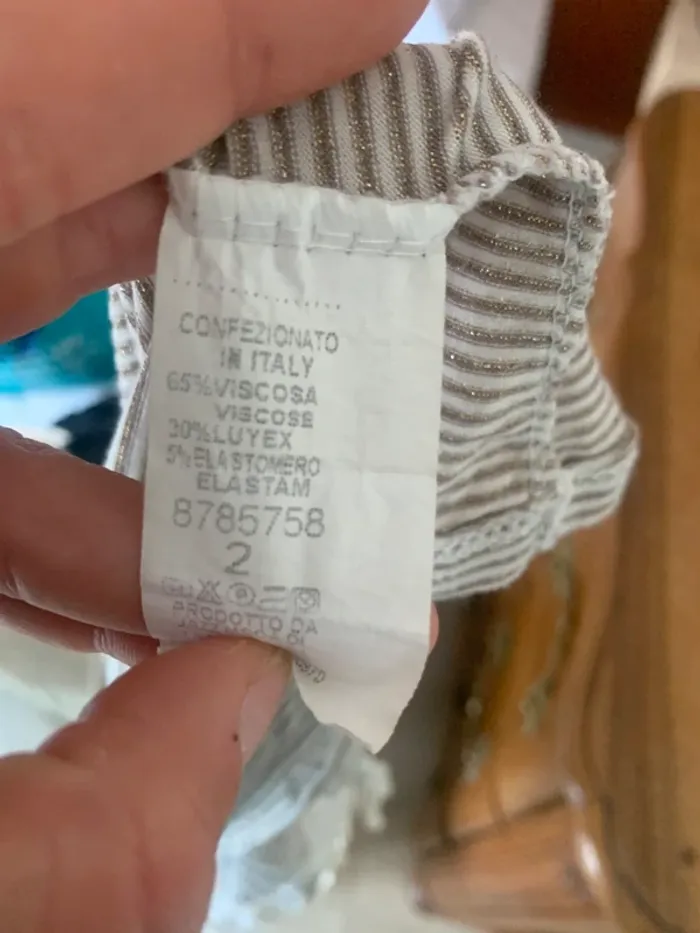 CONFEZIONATO
IN ITALY
65%VISCOSA
VISCOSE
30%LUYEX
5%ELASTOMERO
ELASTAM
8785758
2
PRODOTTO DA